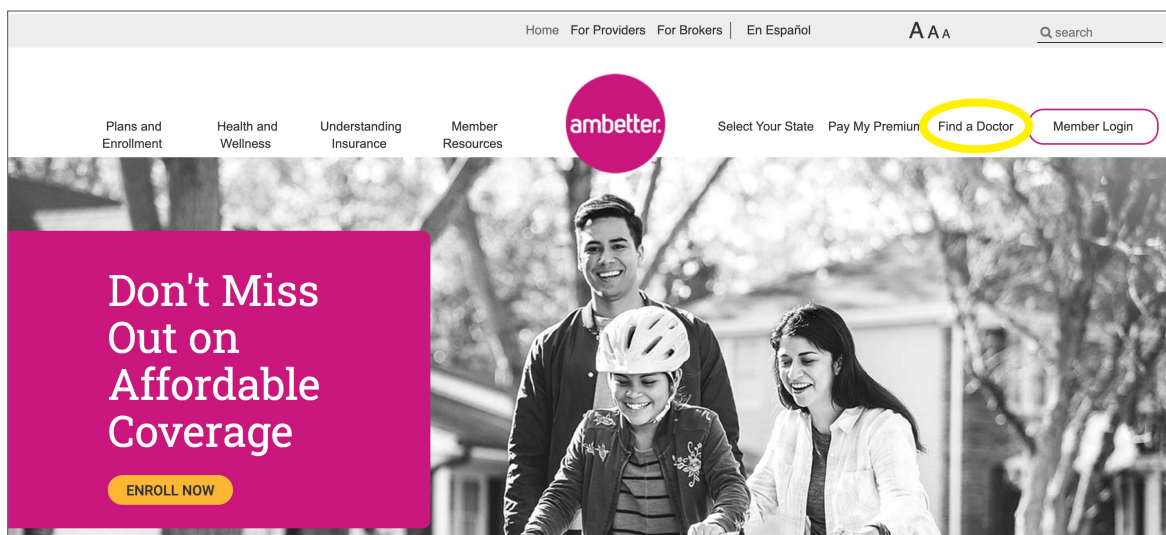 Home For Providers For Brokers | En Español
A A A
search
Plans and
Enrollment
Health and
Wellness
Understanding
Insurance
Member
Resources
ambetter.
Select Your State
Pay My Premium
Find a Doctor
Member Login
Don't Miss
Out on
Affordable
Coverage
ENROLL NOW